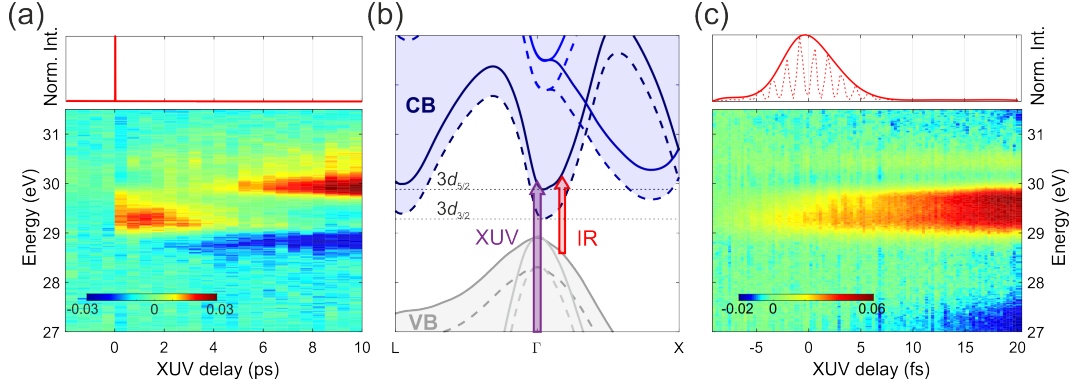 (a)
Norm. Int.
Energy (eV)
31
30
29
28
27
-0.03
0
0.03
0
2
4
6
8
10
XUV delay (ps)
(b)
CB
3d5/2
3d3/2
XUV
IR
VB
L
Γ
X
(c)
Norm. Int.
31
30
29
28
27
Energy (eV)
-0.02
0
0.06
-5
0
5
10
15
20
XUV delay (fs)